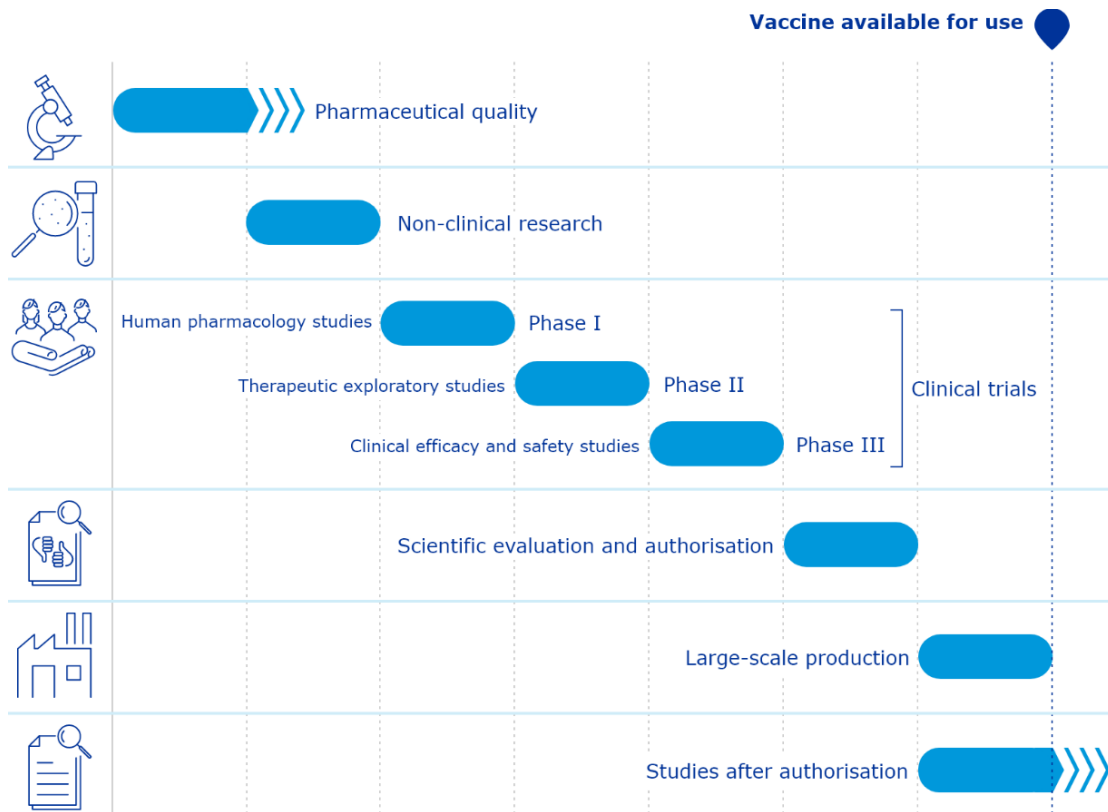 Vaccine available for use
Pharmaceutical quality
Non-clinical research
Human pharmacology studies
Phase I
Therapeutic exploratory studies
Phase II
Clinical trials
Clinical efficacy and safety studies
Phase III
Scientific evaluation and authorisation
Large-scale production
Studies after authorisation